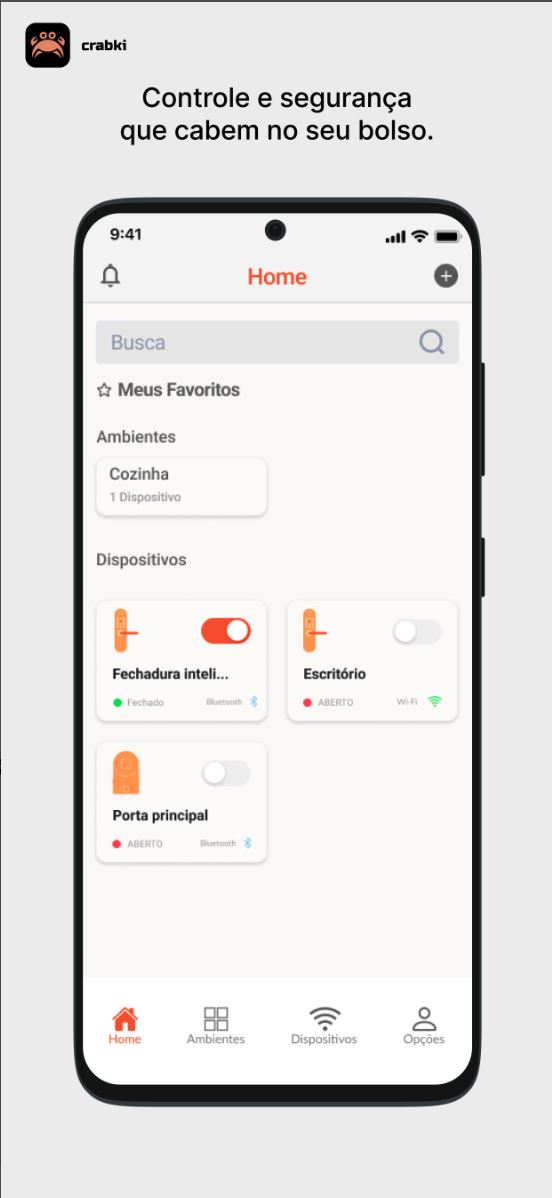 crabki
Controle e segurança
que cabem no seu bolso.
9:41
Home
Busca
Meus Favoritos
Ambientes
Cozinha
1 Dispositivo
Dispositivos
Fechadura inteli...
Fechado Bluetooth
Escritório
ABERTO Wi-Fi
Porta principal
ABERTO Bluetooth
Home Ambientes Dispositivos Opções